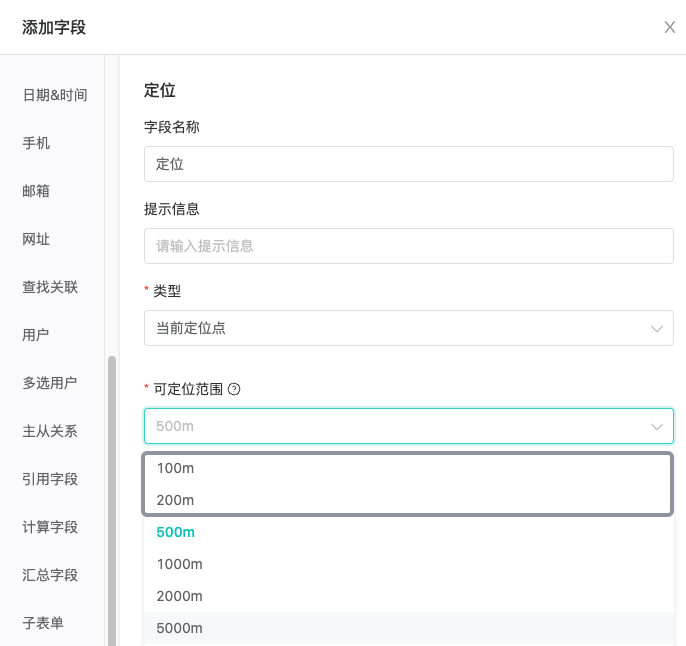 添加字段
日期&时间
手机
邮箱
网址
查找关联
用户
多选用户
主从关系
引用字段
计算字段
汇总字段
子表单
定位
字段名称
定位
提示信息
请输入提示信息
* 类型
当前定位点
* 可定位范围
500m
100m
200m
500m
1000m
2000m
5000m